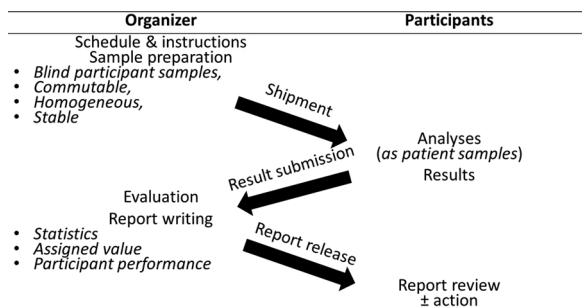 Organizer
Participants
Schedule & instructions
Sample preparation
• Blind participant samples,
• Commutable,
• Homogeneous,
• Stable
Shipment
Analyses
(as patient samples)
Results
Result submission
Evaluation
Report writing
• Statistics
• Assigned value
• Participant performance
Report release
Report review
± action